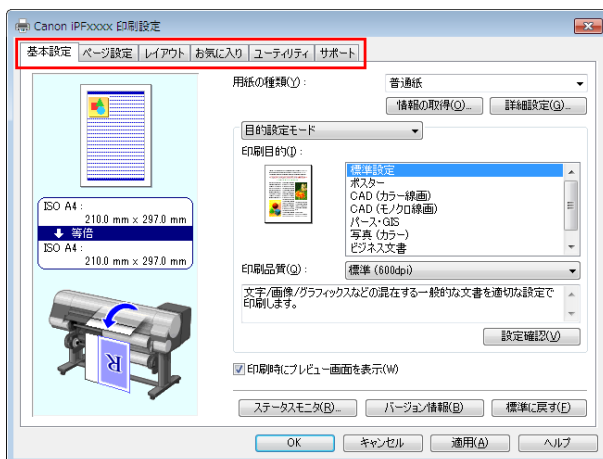 Canon iPFxxxx 印刷設定
基本設定 ページ設定 レイアウト お気に入り ユーティリティ サポート
用紙の種類(Y): 普通紙
情報の取得(O)... 詳細設定(G)...
目的設定モード
印刷目的(I):
標準設定
ポスター
CAD (カラー線画)
CAD (モノクロ線画)
パース・GIS
写真 (カラー)
ビジネス文書
ISO A4 :
210.0 mm x 297.0 mm
等倍
ISO A4 :
210.0 mm x 297.0 mm
印刷品質(Q): 標準 (600dpi)
文字/画像/グラフィックスなどの混在する一般的な文書を適切な設定で
印刷します。
設定確認(V)
R
印刷時にプレビュー画面を表示(W)
ステータスモニタ(R)... バージョン情報(B) 標準に戻す(F)
OK キャンセル 適用(A) ヘルプ